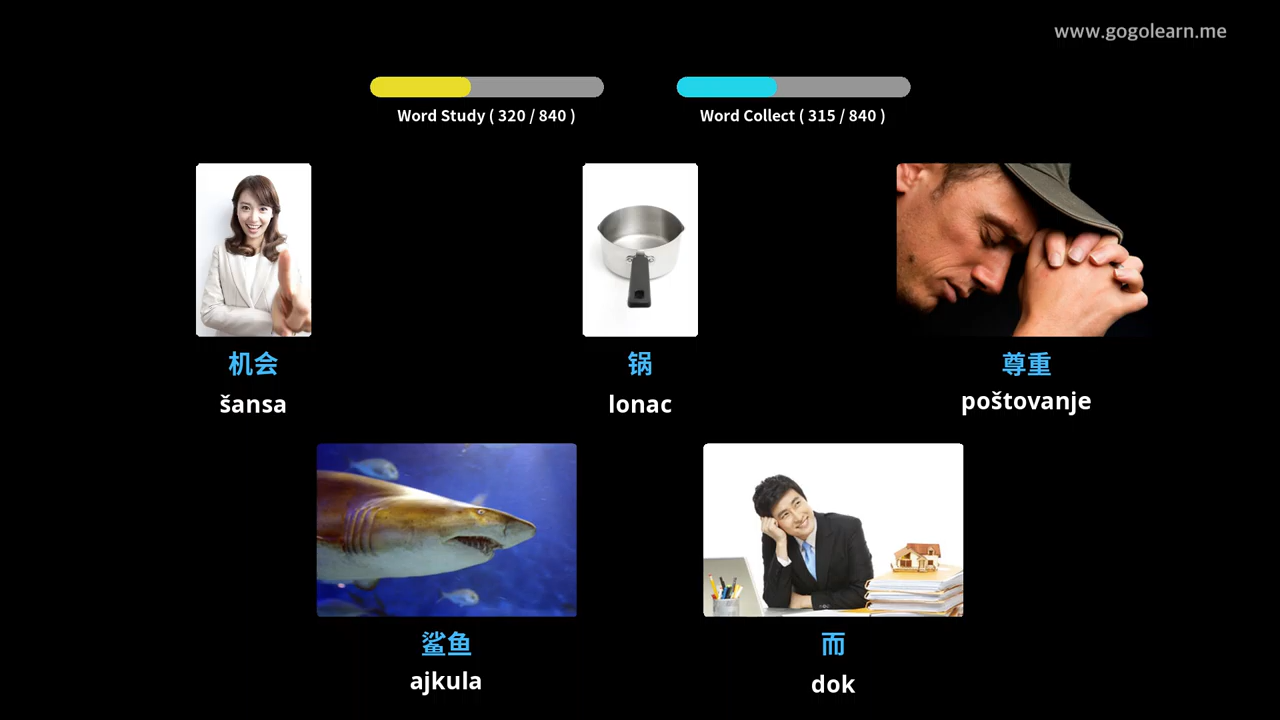 www.gogolearn.me
Word Study ( 320 / 840 )
Word Collect ( 315 / 840 )
机会
šansa
锅
lonac
尊重
poštovanje
鲨鱼
ajkula
而
dok